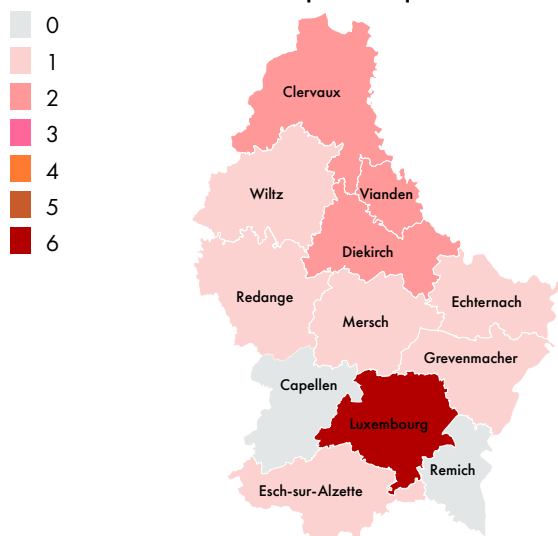 0
1
2
3
4
5
6
Clervaux
Wiltz
Vianden
Diekirch
Redange
Echternach
Mersch
Grevenmacher
Capellen
Luxembourg
Remich
Esch-sur-Alzette